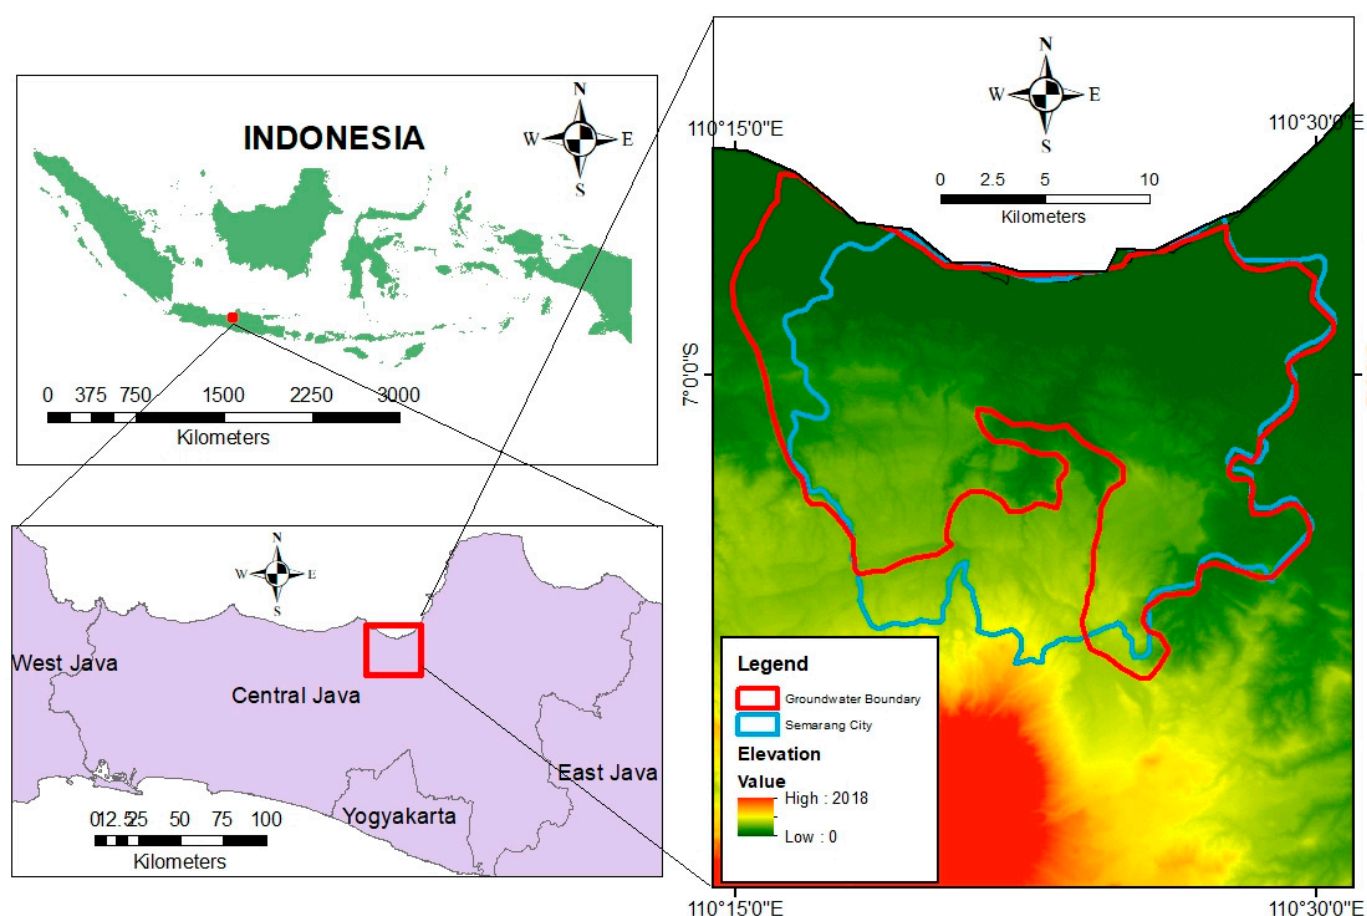 N
INDONESIA
W E
S
0 375 750 1500 2250 3000
Kilometers
N
W E
S
West Java
Central Java
East Java
Yogyakarta
012.525 50 75 100
Kilometers
N
W E
S
110°15'0"E 110°30'0"E
0 2.5 5 10
Kilometers
7°0'0"S
Legend
Groundwater Boundary
Semarang City
Elevation
Value
High : 2018
Low : 0
110°15'0"E 110°30'0"E